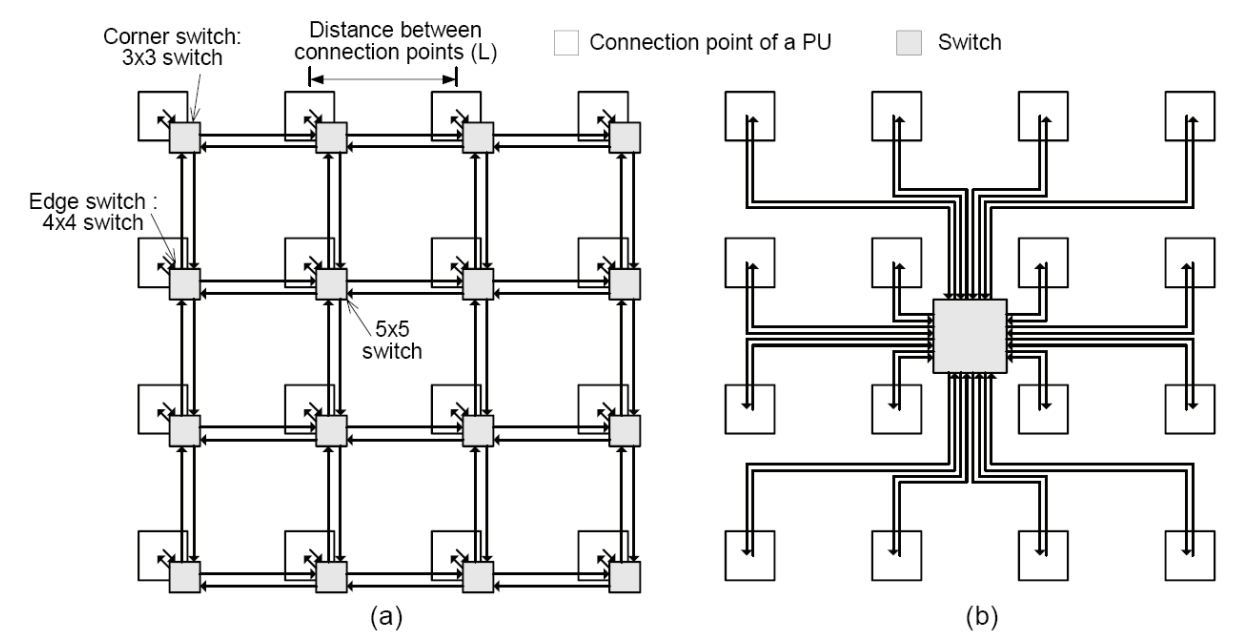 Corner switch:
3x3 switch
Distance between
connection points (L)
Connection point of a PU
Switch
Edge switch :
4x4 switch
5x5
switch
(a)
(b)